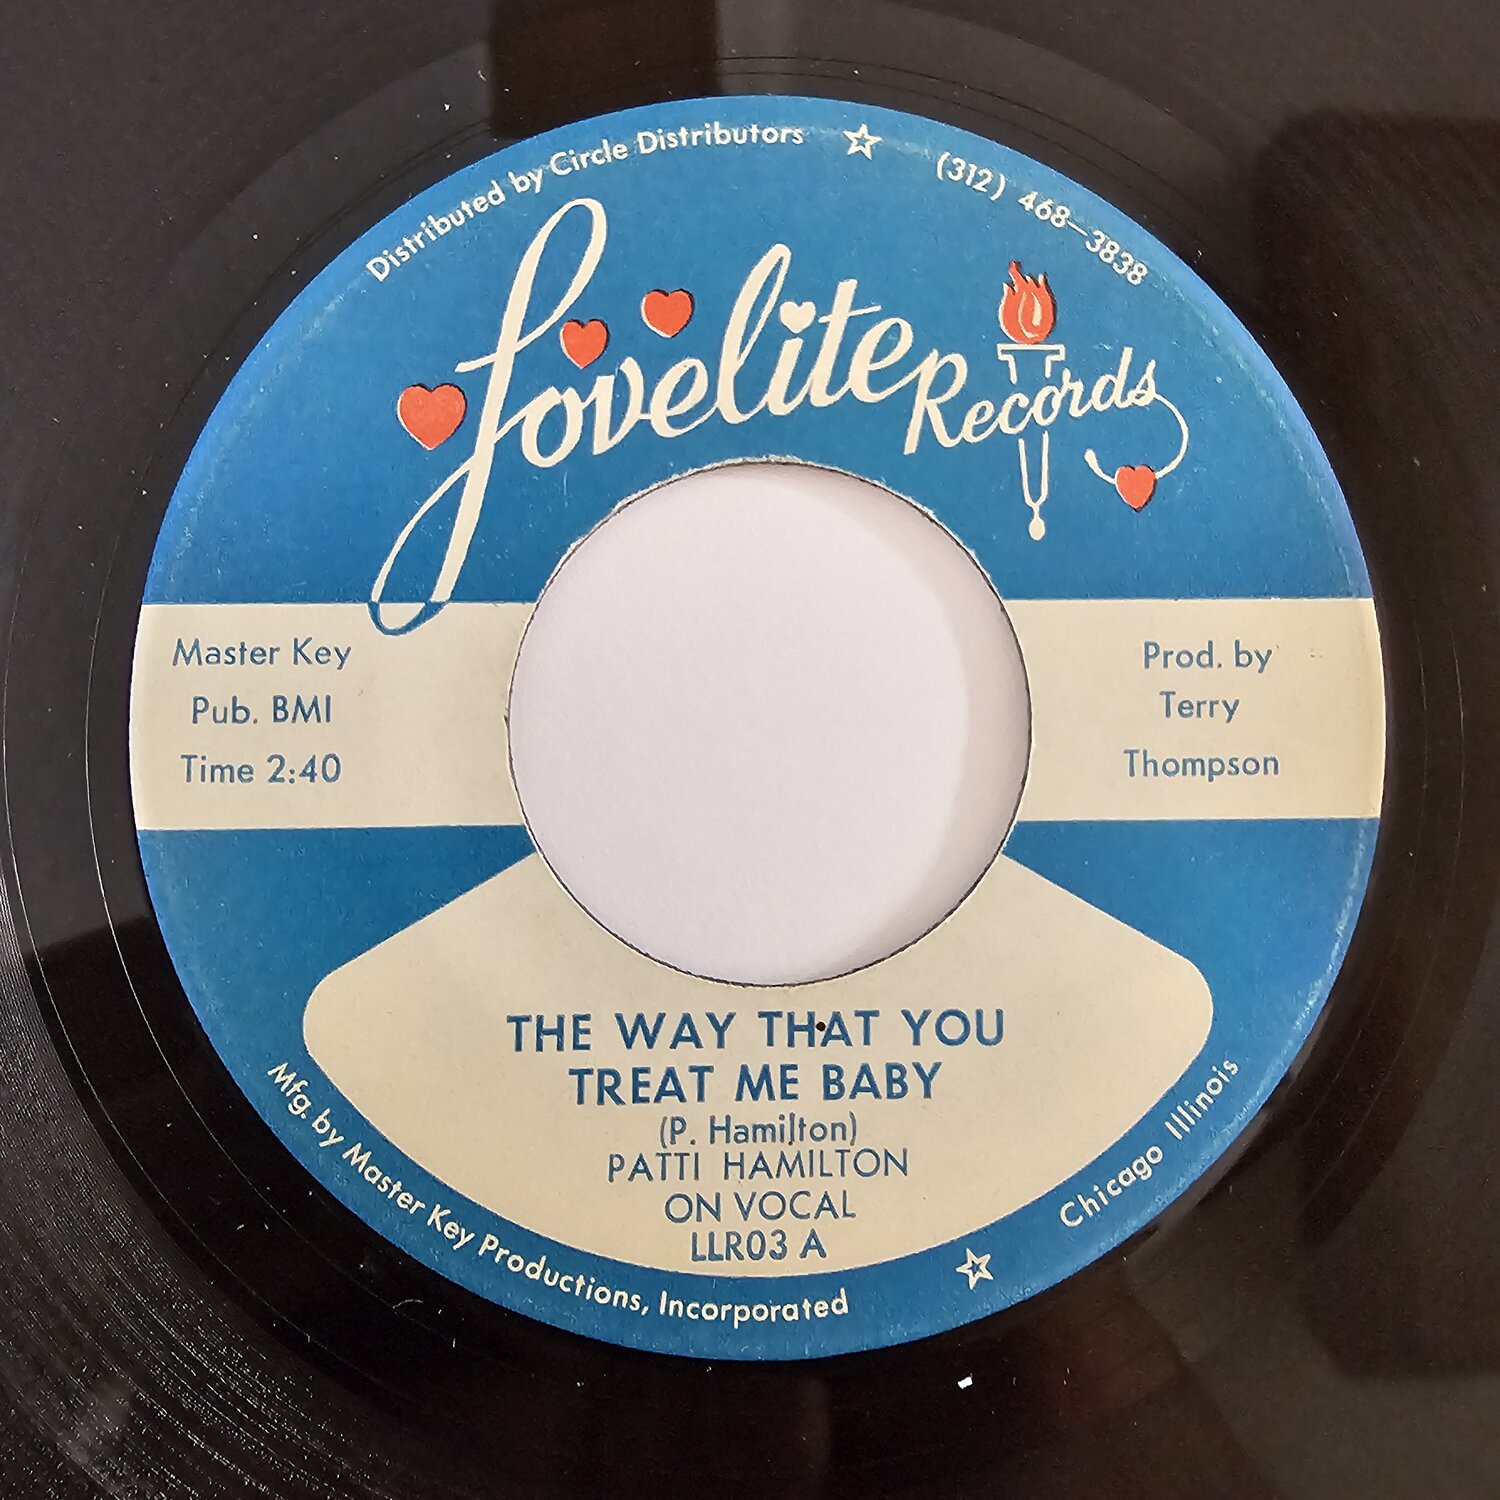 Distributed by Circle Distributors ☆ (312) 468-3838
Lovelite Records
Master Key
Pub. BMI
Time 2:40
Prod. by
Terry
Thompson
THE WAY THAT YOU
TREAT ME BABY
(P. Hamilton)
PATTI HAMILTON
ON VOCAL
LLR03 A
Mfg. by Master Key Productions, Incorporated ☆ Chicago Illinois